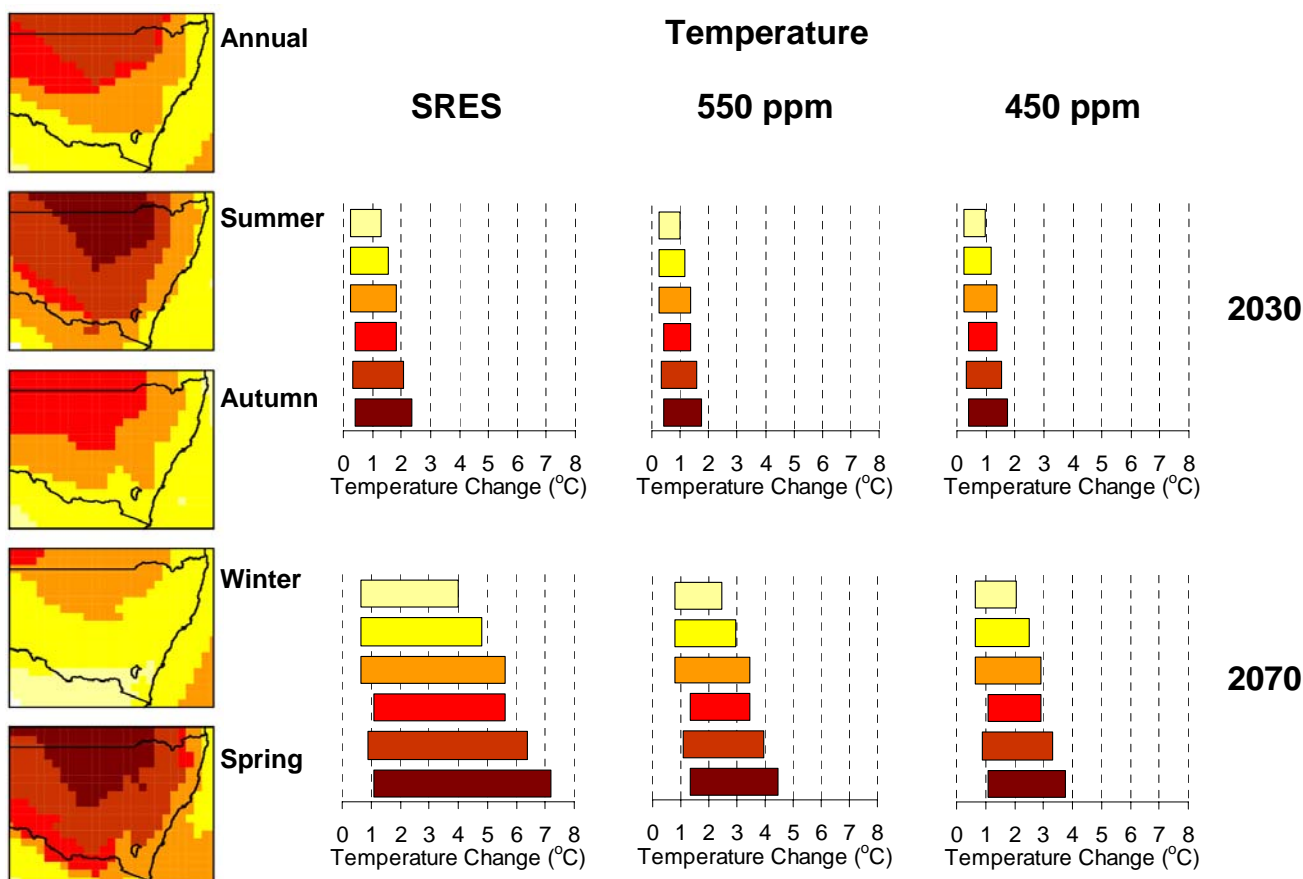 Temperature
SRES 550 ppm 450 ppm
Annual
Summer
Autumn
Winter
Spring
2030
0 1 2 3 4 5 6 7 8
Temperature Change (°C)
0 1 2 3 4 5 6 7 8
Temperature Change (°C)
0 1 2 3 4 5 6 7 8
Temperature Change (°C)
2070
0 1 2 3 4 5 6 7 8
Temperature Change (°C)
0 1 2 3 4 5 6 7 8
Temperature Change (°C)
0 1 2 3 4 5 6 7 8
Temperature Change (°C)